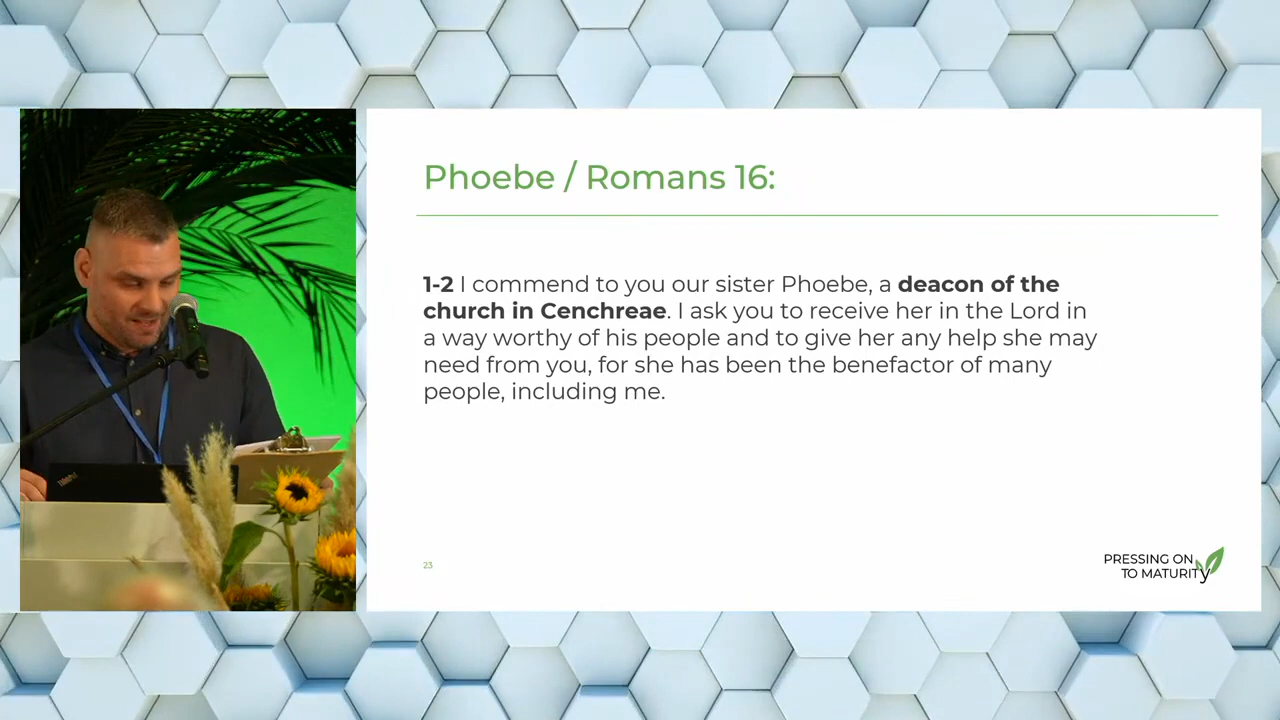 Phoebe / Romans 16:
1-2 I commend to you our sister Phoebe, a deacon of the
church in Cenchreae. I ask you to receive her in the Lord in
a way worthy of his people and to give her any help she may
need from you, for she has been the benefactor of many
people, including me.
23
PRESSING ON
TO MATURITy
ThinkPad